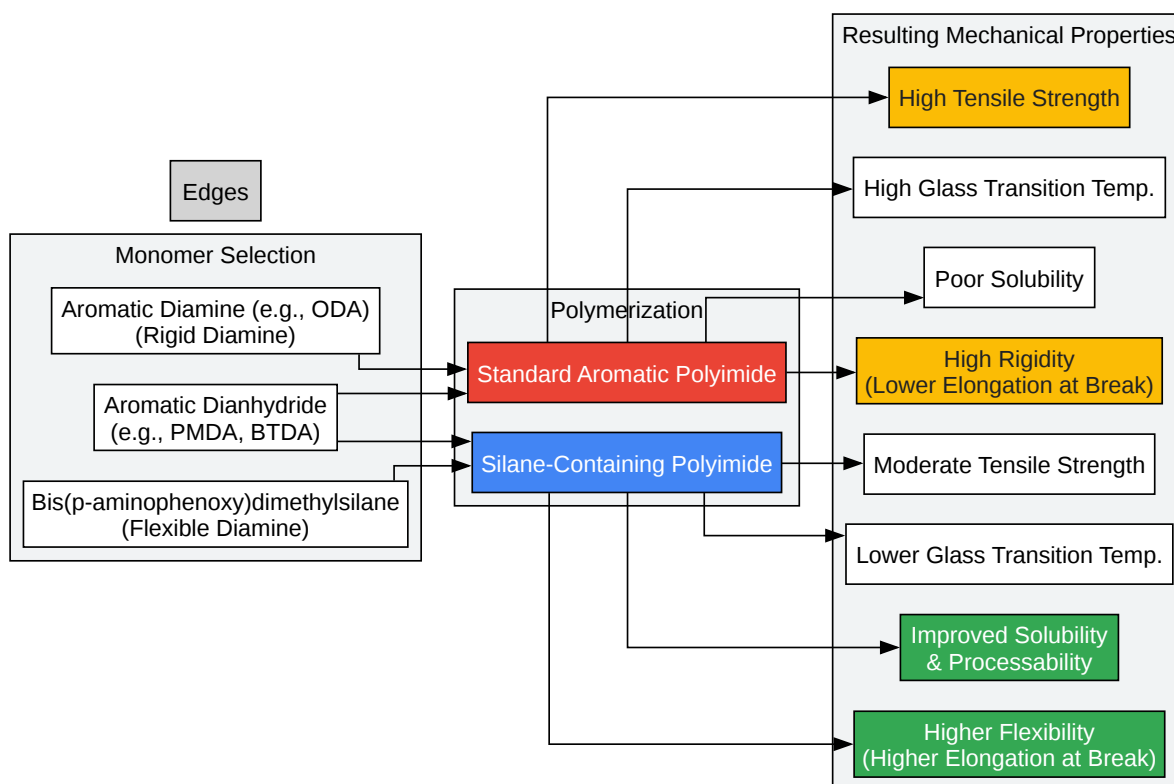 Resulting Mechanical Properties
High Tensile Strength
Edges
High Glass Transition Temp.
Monomer Selection
Poor Solubility
Aromatic Diamine (e.g., ODA)
(Rigid Diamine)
Polymerization
Standard Aromatic Polyimide
High Rigidity
(Lower Elongation at Break)
Aromatic Dianhydride
(e.g., PMDA, BTDA)
Silane-Containing Polyimide
Moderate Tensile Strength
Bis(p-aminophenoxy)dimethylsilane
(Flexible Diamine)
Lower Glass Transition Temp.
Improved Solubility
& Processability
Higher Flexibility
(Higher Elongation at Break)